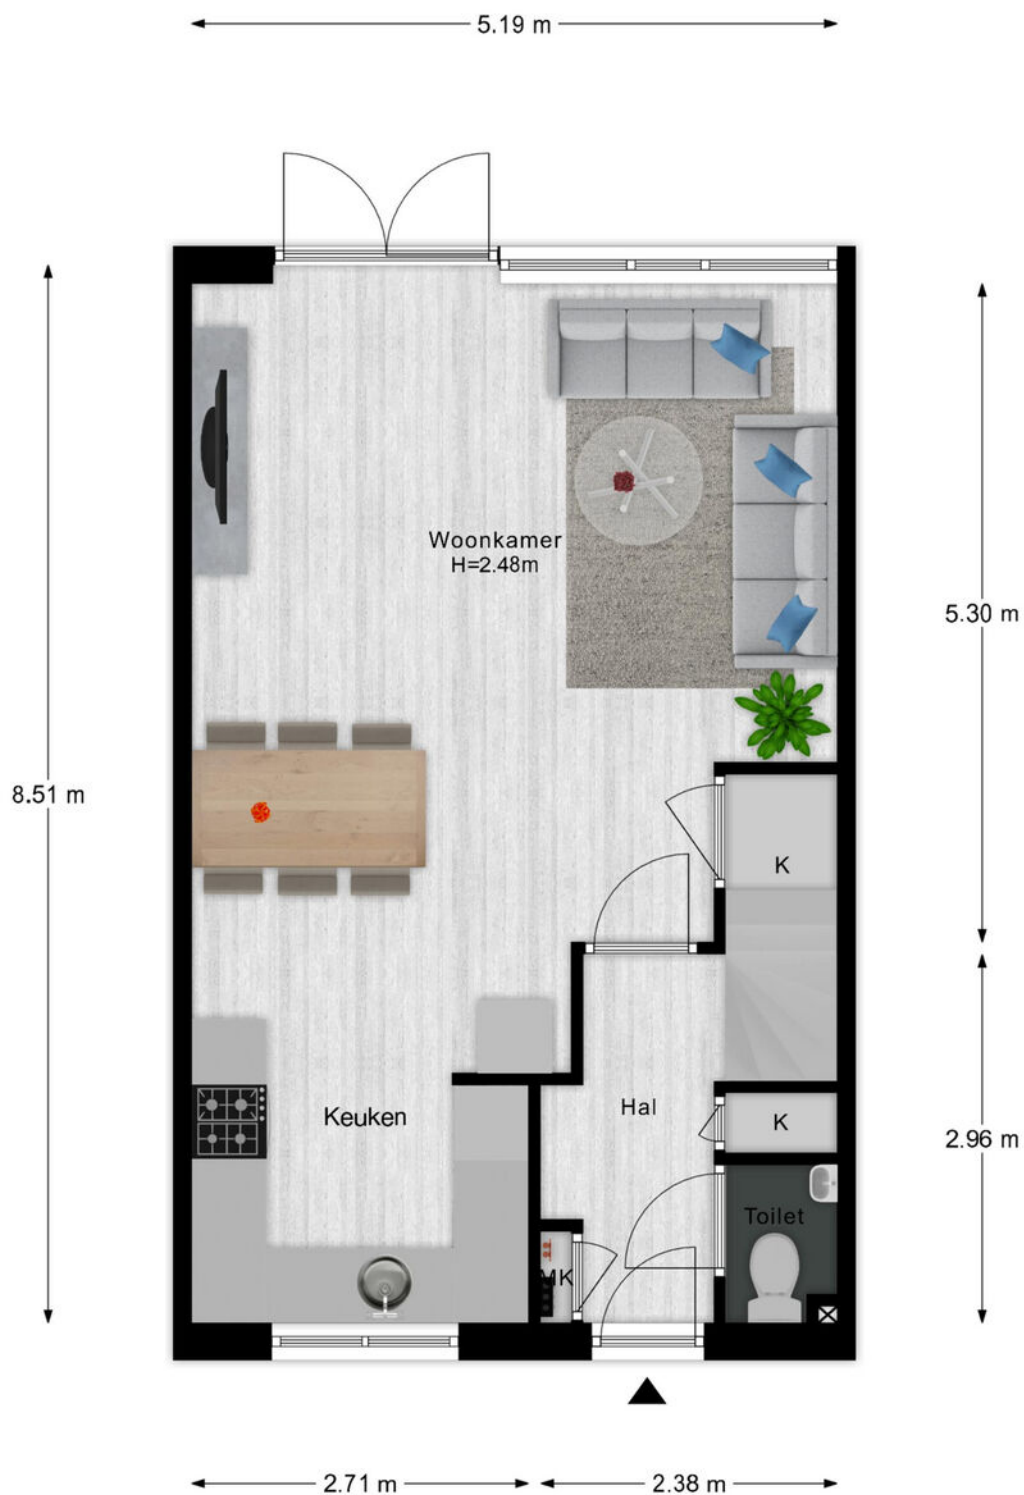 5.19 m
Woonkamer
H=2.48m
5.30 m
8.51 m
K
Keuken
Hal
K
2.96 m
Toilet
MK
2.71 m
2.38 m